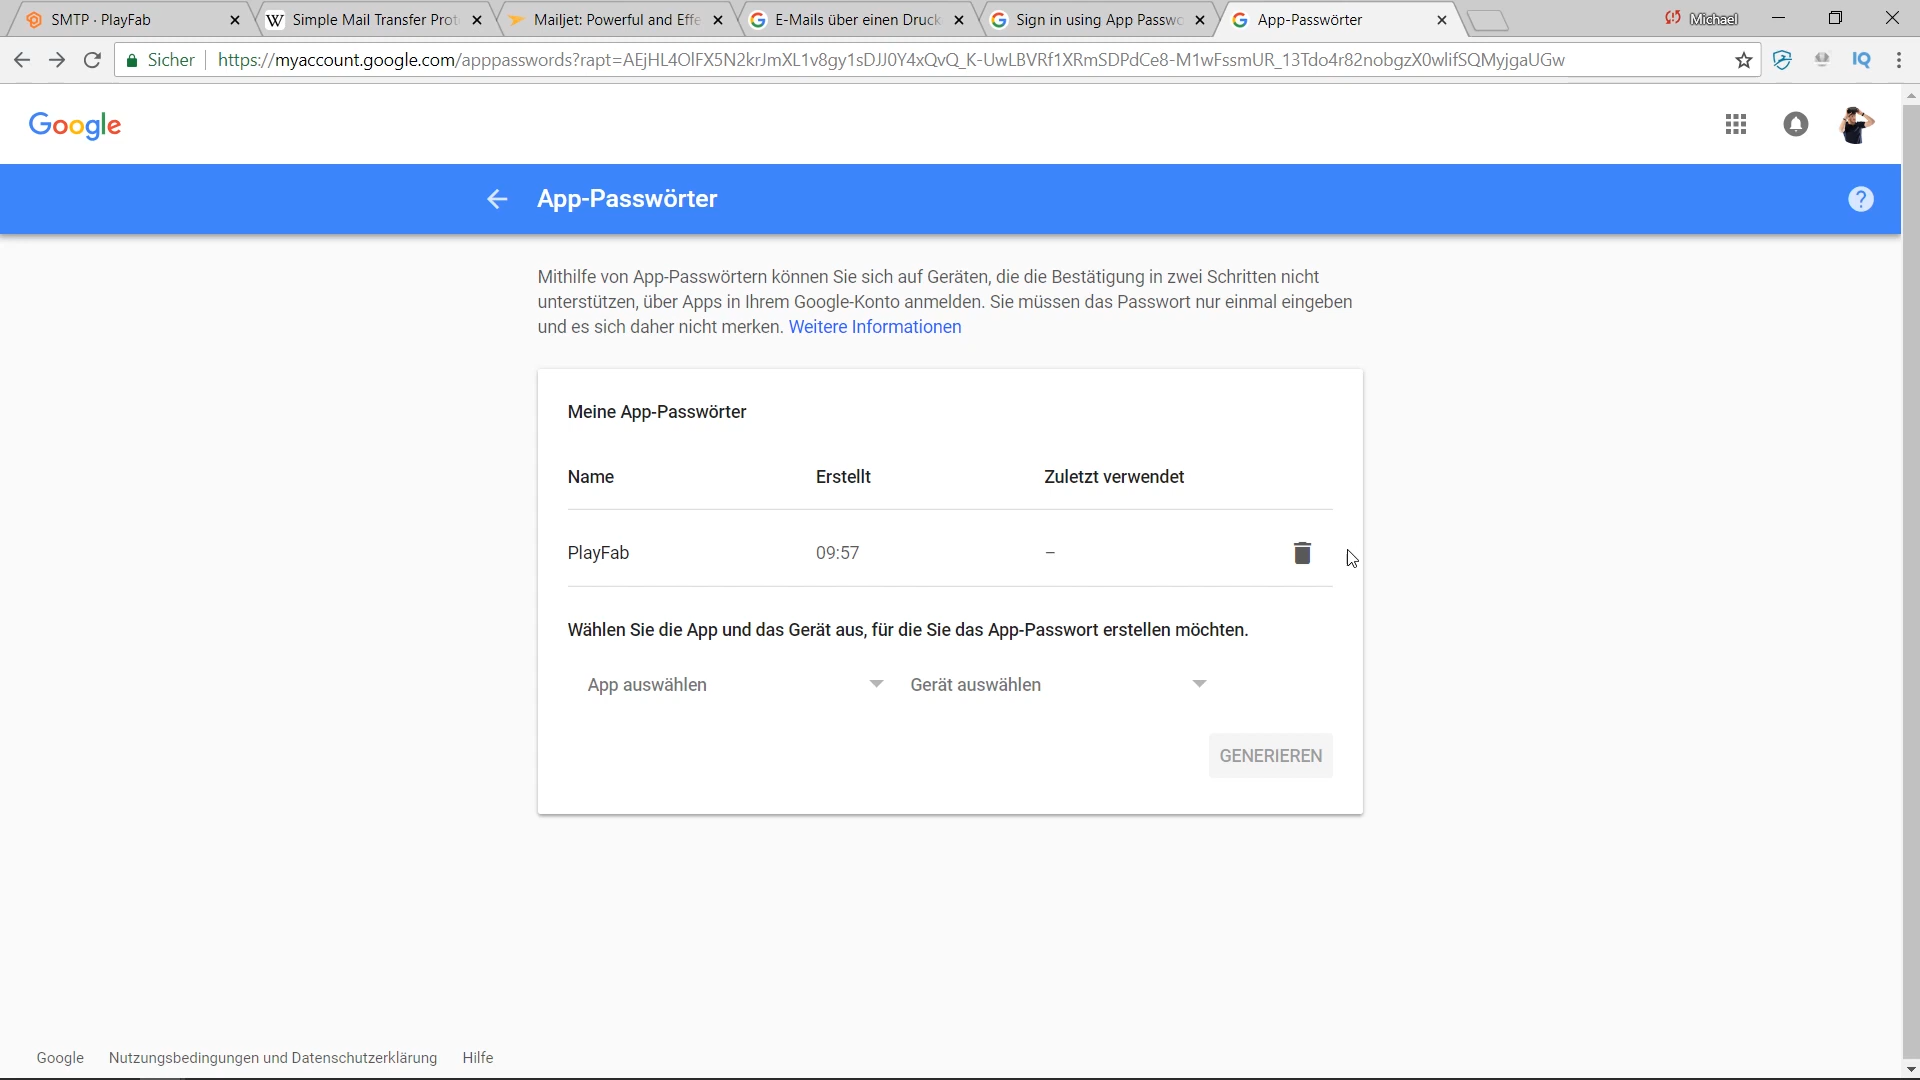 SMTP · PlayFab
Simple Mail Transfer Prot
Mailjet: Powerful and Effe
E-Mails über einen Druck
Sign in using App Passwo
App-Passwörter
Michael
Sicher
https://myaccount.google.com/apppasswords?rapt=AEjHL4OlFX5N2krJmXL1v8gy1sDJJ0Y4xQvQ_K-UwLBVRf1XRmSDPdCe8-M1wFssmUR_13Tdo4r82nobgzX0wlifSQMyjgaUGw
IQ
Google
App-Passwörter
?
Mithilfe von App-Passwörtern können Sie sich auf Geräten, die die Bestätigung in zwei Schritten nicht
unterstützen, über Apps in Ihrem Google-Konto anmelden. Sie müssen das Passwort nur einmal eingeben
und es sich daher nicht merken. Weitere Informationen
Meine App-Passwörter
Name Erstellt Zuletzt verwendet
PlayFab 09:57 –
Wählen Sie die App und das Gerät aus, für die Sie das App-Passwort erstellen möchten.
App auswählen Gerät auswählen
GENERIEREN
Google Nutzungsbedingungen und Datenschutzerklärung Hilfe